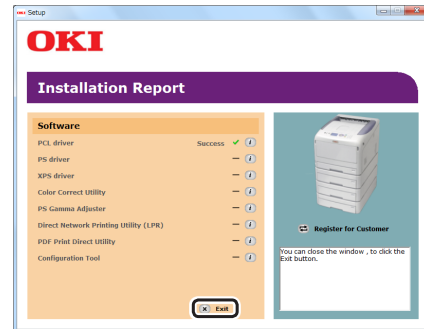 OKI Setup
OKI
Installation Report
Software
PCL driver Success
PS driver
XPS driver
Color Correct Utility
PS Gamma Adjuster
Direct Network Printing Utility (LPR)
PDF Print Direct Utility
Configuration Tool
Register for Customer
You can close the window , to click the
Exit button.
Exit